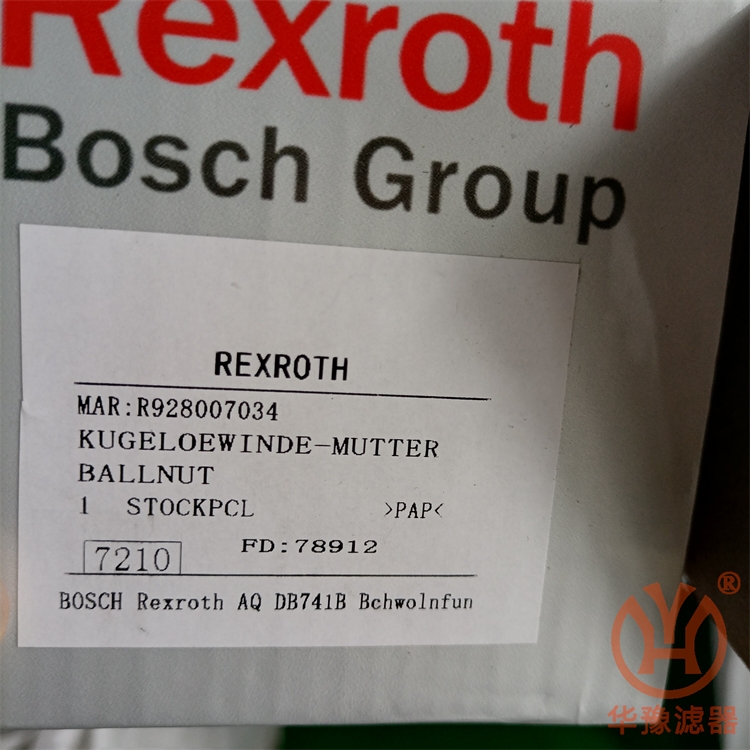 Rexroth
Bosch Group
REXROTH
MAR:R928007034
KUGELOEWINDE-MUTTER
BALLNUT
1 STOCKPCL >PAP<
7210 FD:78912
BOSCH Rexroth AQ DB741B Bchwolnfun
®
华豫滤器